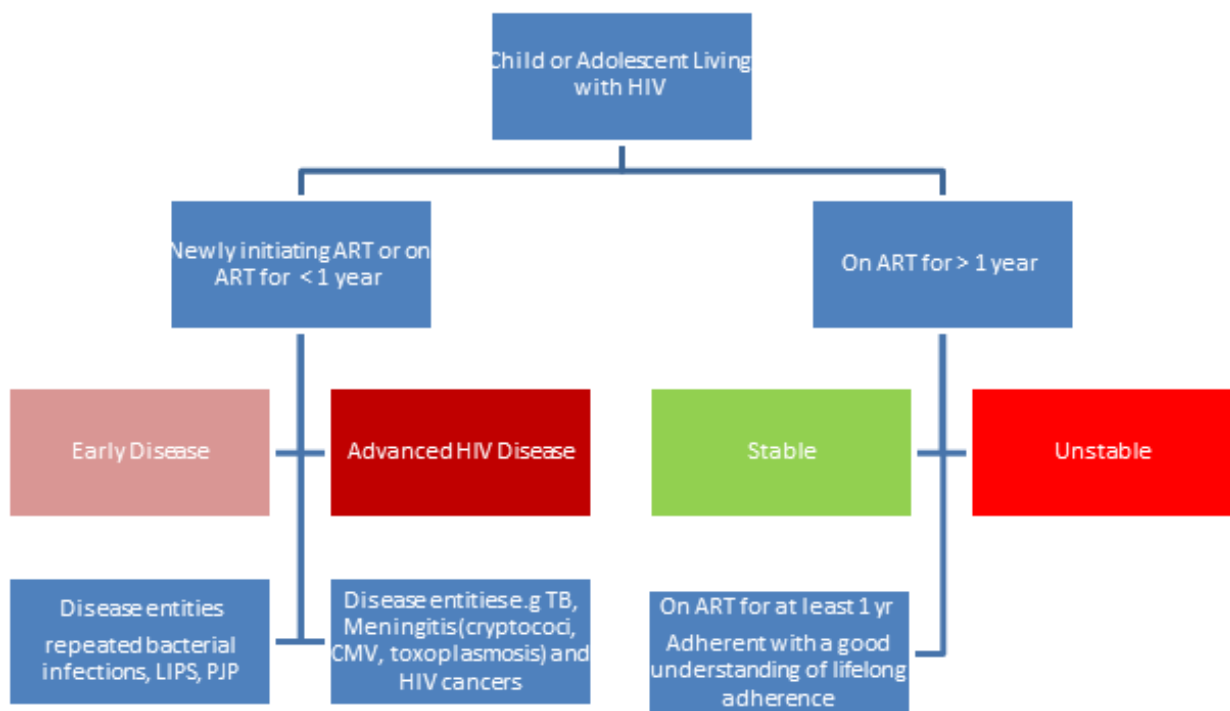 Child or Adolescent Living
with HIV
Newly initiating ART or on
ART for < 1 year
On ART for > 1 year
Early Disease
Advanced HIV Disease
Stable
Unstable
Disease entities
repeated bacterial
infections, LIPS, PJP
Disease entitiese.g TB,
Meningitis (cryptococi,
CMV, toxoplasmosis) and
HIV cancers
On ART for at least 1 yr
Adherent with a good
understanding of lifelong
adherence